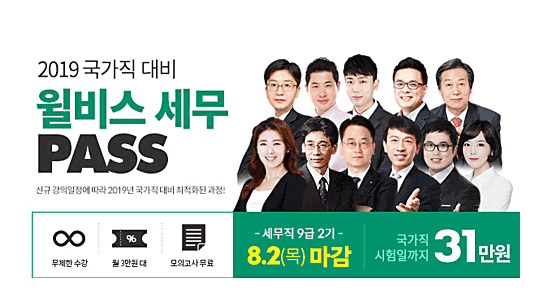 2019 국가직 대비
윌비스 세무
PASS
신규 강의일정에 따라 2019년 국가직 대비 최적화된 과정!
무제한 수강
%
월 3만원 대
모의고사 무료
- 세무직 9급 2기 -
8.2(목) 마감
국가직
시험일까지
31만원